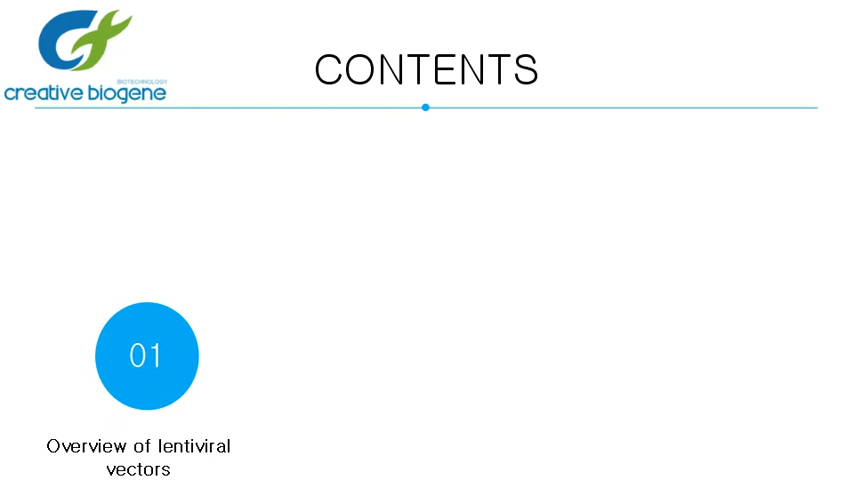 CONTENTS
BIOTECHNOLOGY
creative biogene
01
Overview of lentiviral
vectors